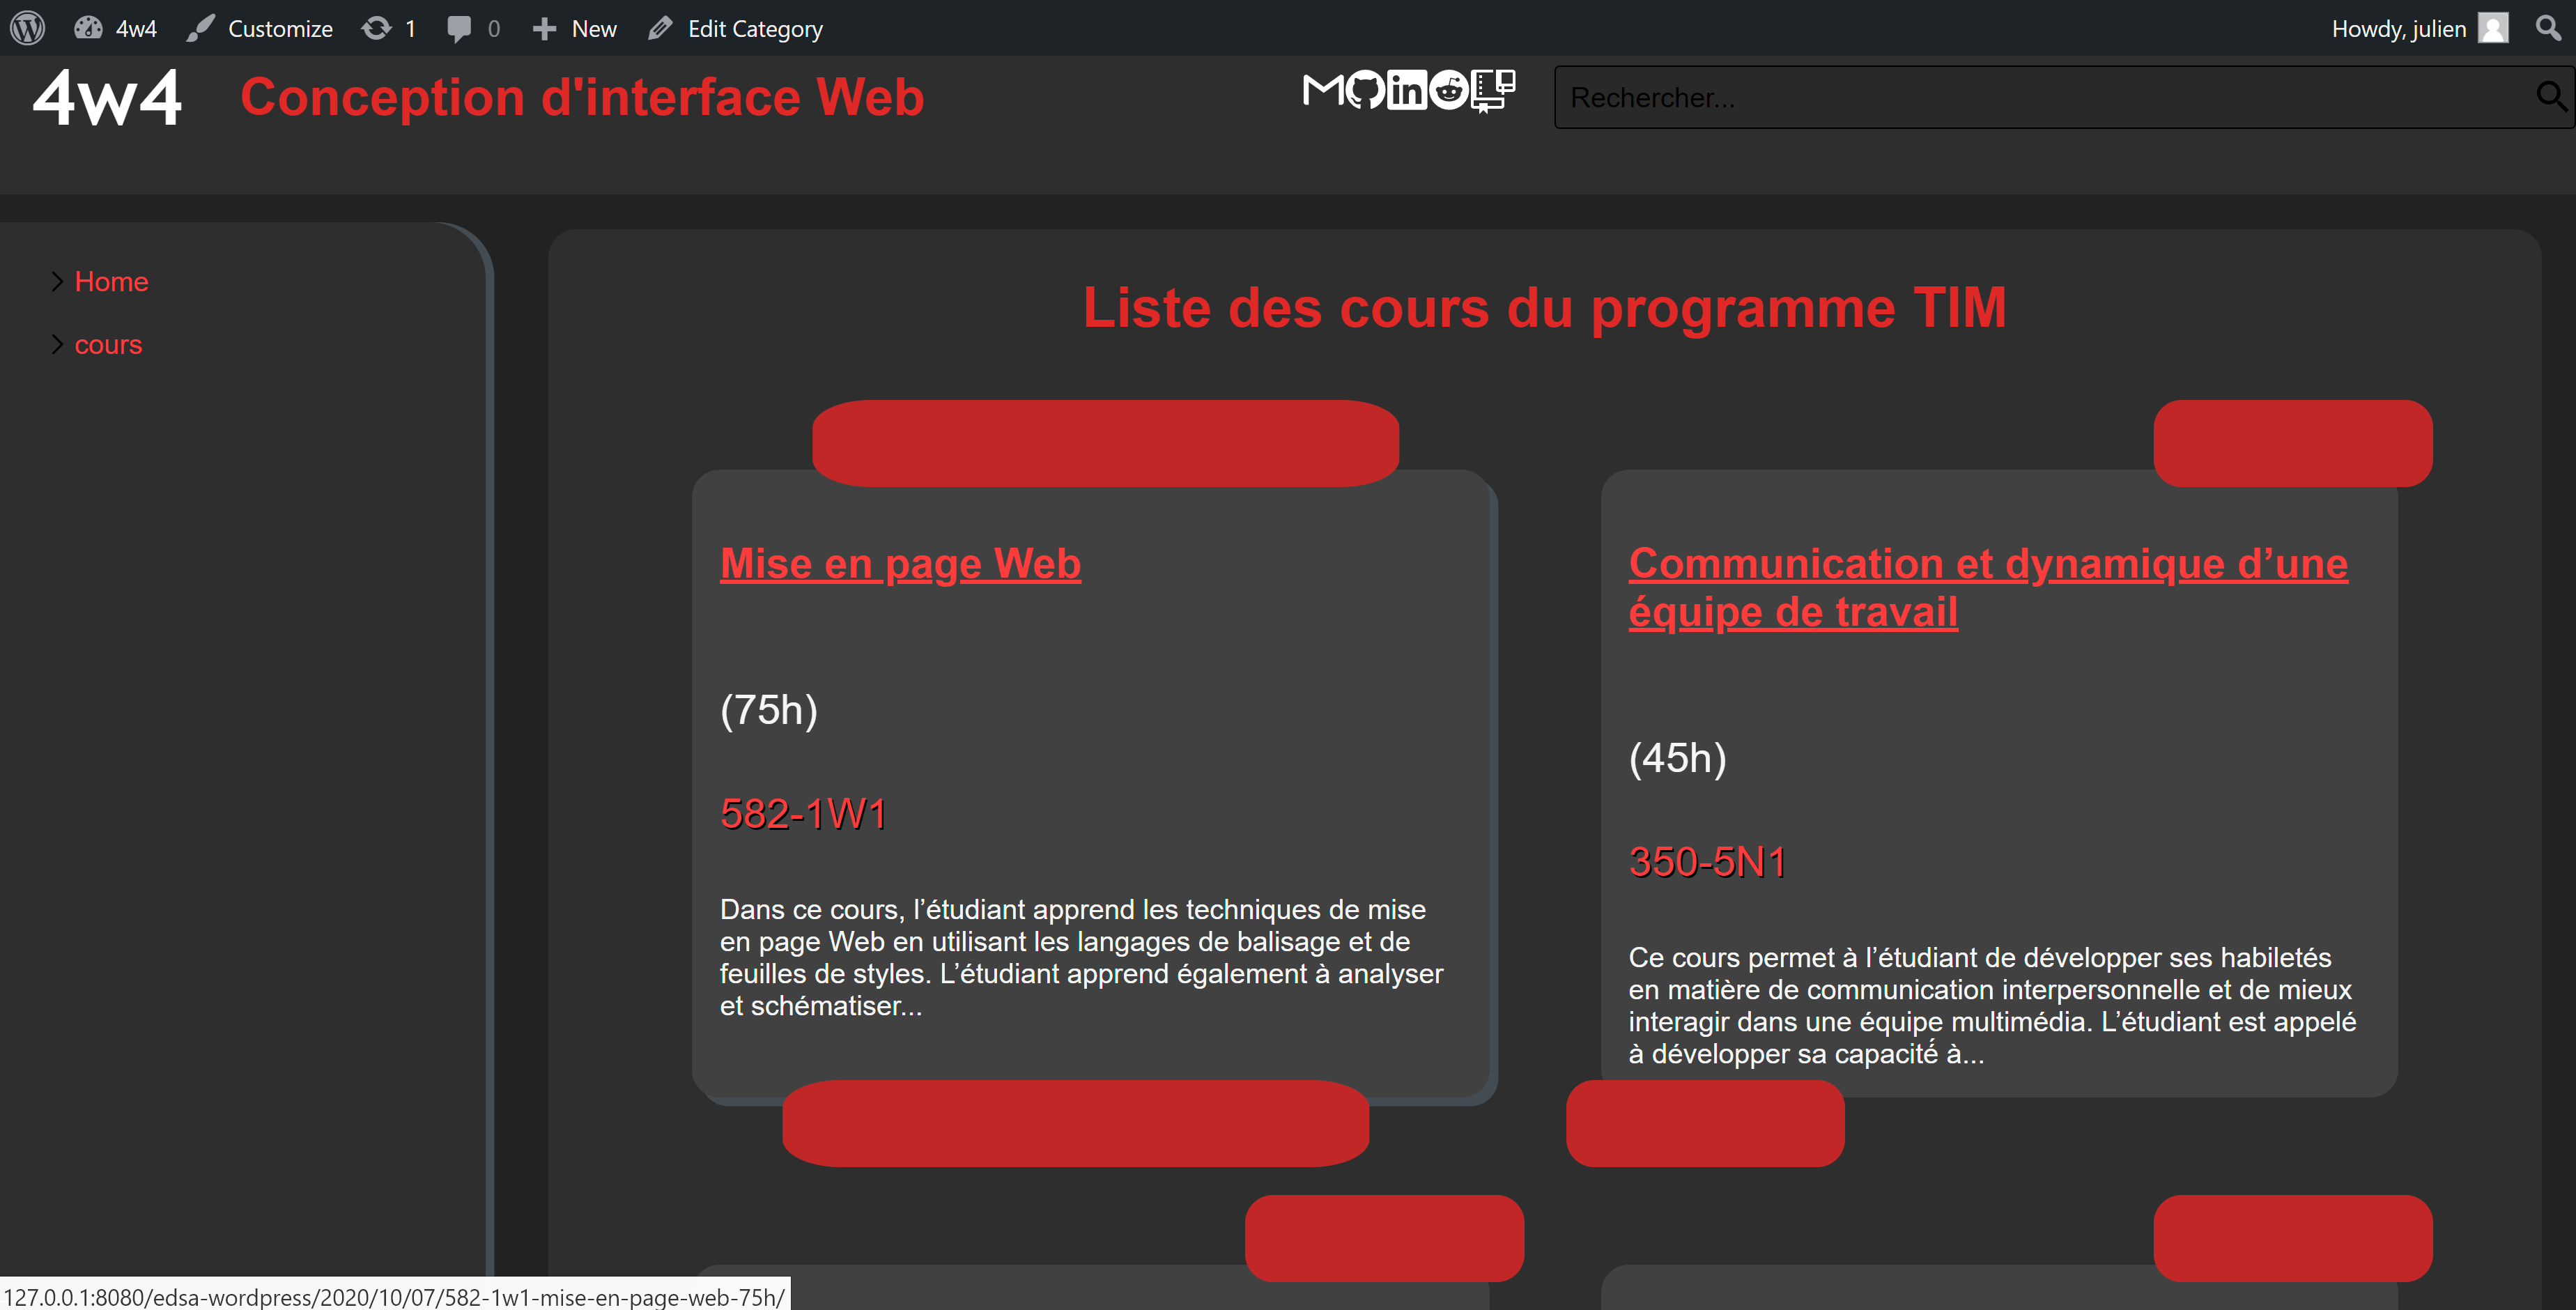 4w4 Customize 1 0 New Edit Category Howdy, julien
4w4 Conception d'interface Web Rechercher...
Home
cours
Liste des cours du programme TIM
Mise en page Web
(75h)
582-1W1
Dans ce cours, l’étudiant apprend les techniques de mise
en page Web en utilisant les langages de balisage et de
feuilles de styles. L’étudiant apprend également à analyser
et schématiser...
Communication et dynamique d’une
équipe de travail
(45h)
350-5N1
Ce cours permet à l’étudiant de développer ses habiletés
en matière de communication interpersonnelle et de mieux
interagir dans une équipe multimédia. L’étudiant est appelé
à développer sa capacité́ à...
127.0.0.1:8080/edsa-wordpress/2020/10/07/582-1w1-mise-en-page-web-75h/